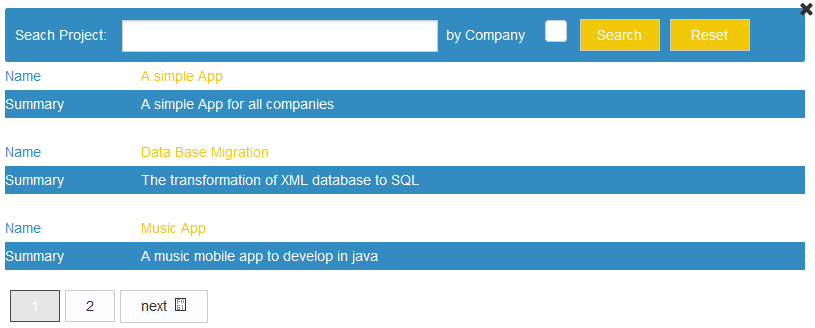 Seach Project: by Company Search Reset
Name A simple App
Summary A simple App for all companies
Name Data Base Migration
Summary The transformation of XML database to SQL
Name Music App
Summary A music mobile app to develop in java
1 2 next